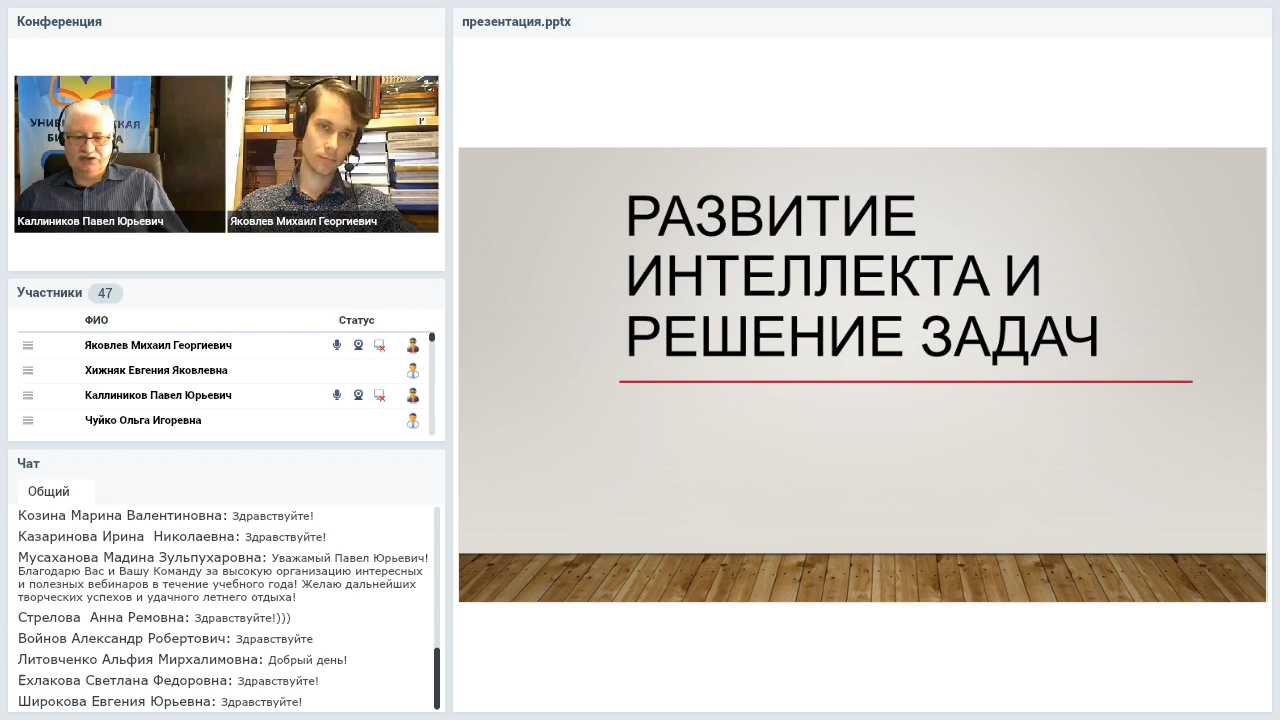 Конференция
УНИВЕ
СКАЯ
Каллиников Павел Юрьевич
Яковлев Михаил Георгиевич
Участники 47
ФИО Статус
Яковлев Михаил Георгиевич
Хижняк Евгения Яковлевна
Каллиников Павел Юрьевич
Чуйко Ольга Игоревна
Чат
Общий
Козина Марина Валентиновна: Здравствуйте!
Казаринова Ирина  Николаевна: Здравствуйте!
Мусаханова Мадина Зульпухаровна: Уважамый Павел Юрьевич!
Благодарю Вас и Вашу Команду за высокую организацию интересных
и полезных вебинаров в течение учебного года! Желаю дальнейших
творческих успехов и удачного летнего отдыха!
Стрелова  Анна Ремовна: Здравствуйте!)))
Войнов Александр Робертович: Здравствуйте
Литовченко Альфия Мирхалимовна: Добрый день!
Ехлакова Светлана Федоровна: Здравствуйте!
Широкова Евгения Юрьевна: Здравствуйте!
презентация.pptx
РАЗВИТИЕ
ИНТЕЛЛЕКТА И
РЕШЕНИЕ ЗАДАЧ